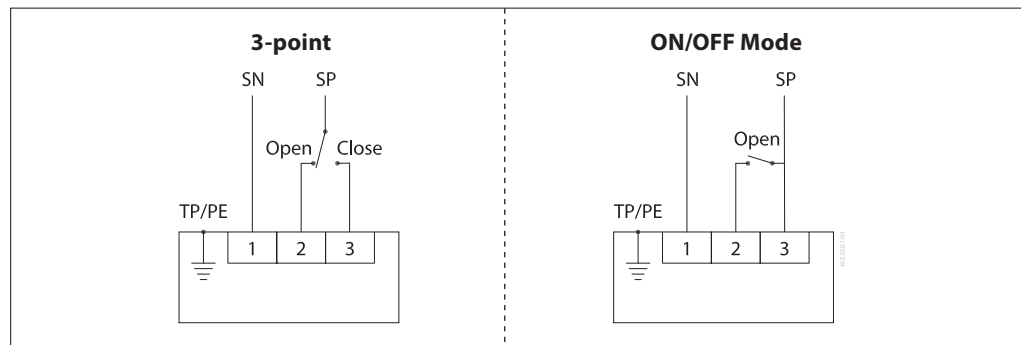 3-point
SN SP
Open Close
TP/PE
1 2 3
ON/OFF Mode
SN SP
Open
TP/PE
1 2 3